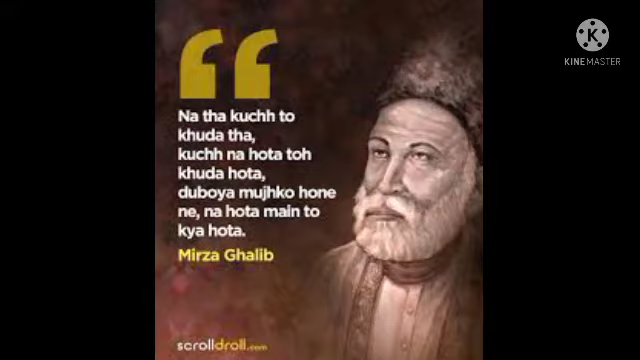 Na tha kuchh to
khuda tha,
kuchh na hota toh
khuda hota,
duboya mujhko hone
ne, na hota main to
kya hota.
Mirza Ghalib
scrolldroll.com
K
KINEMASTER